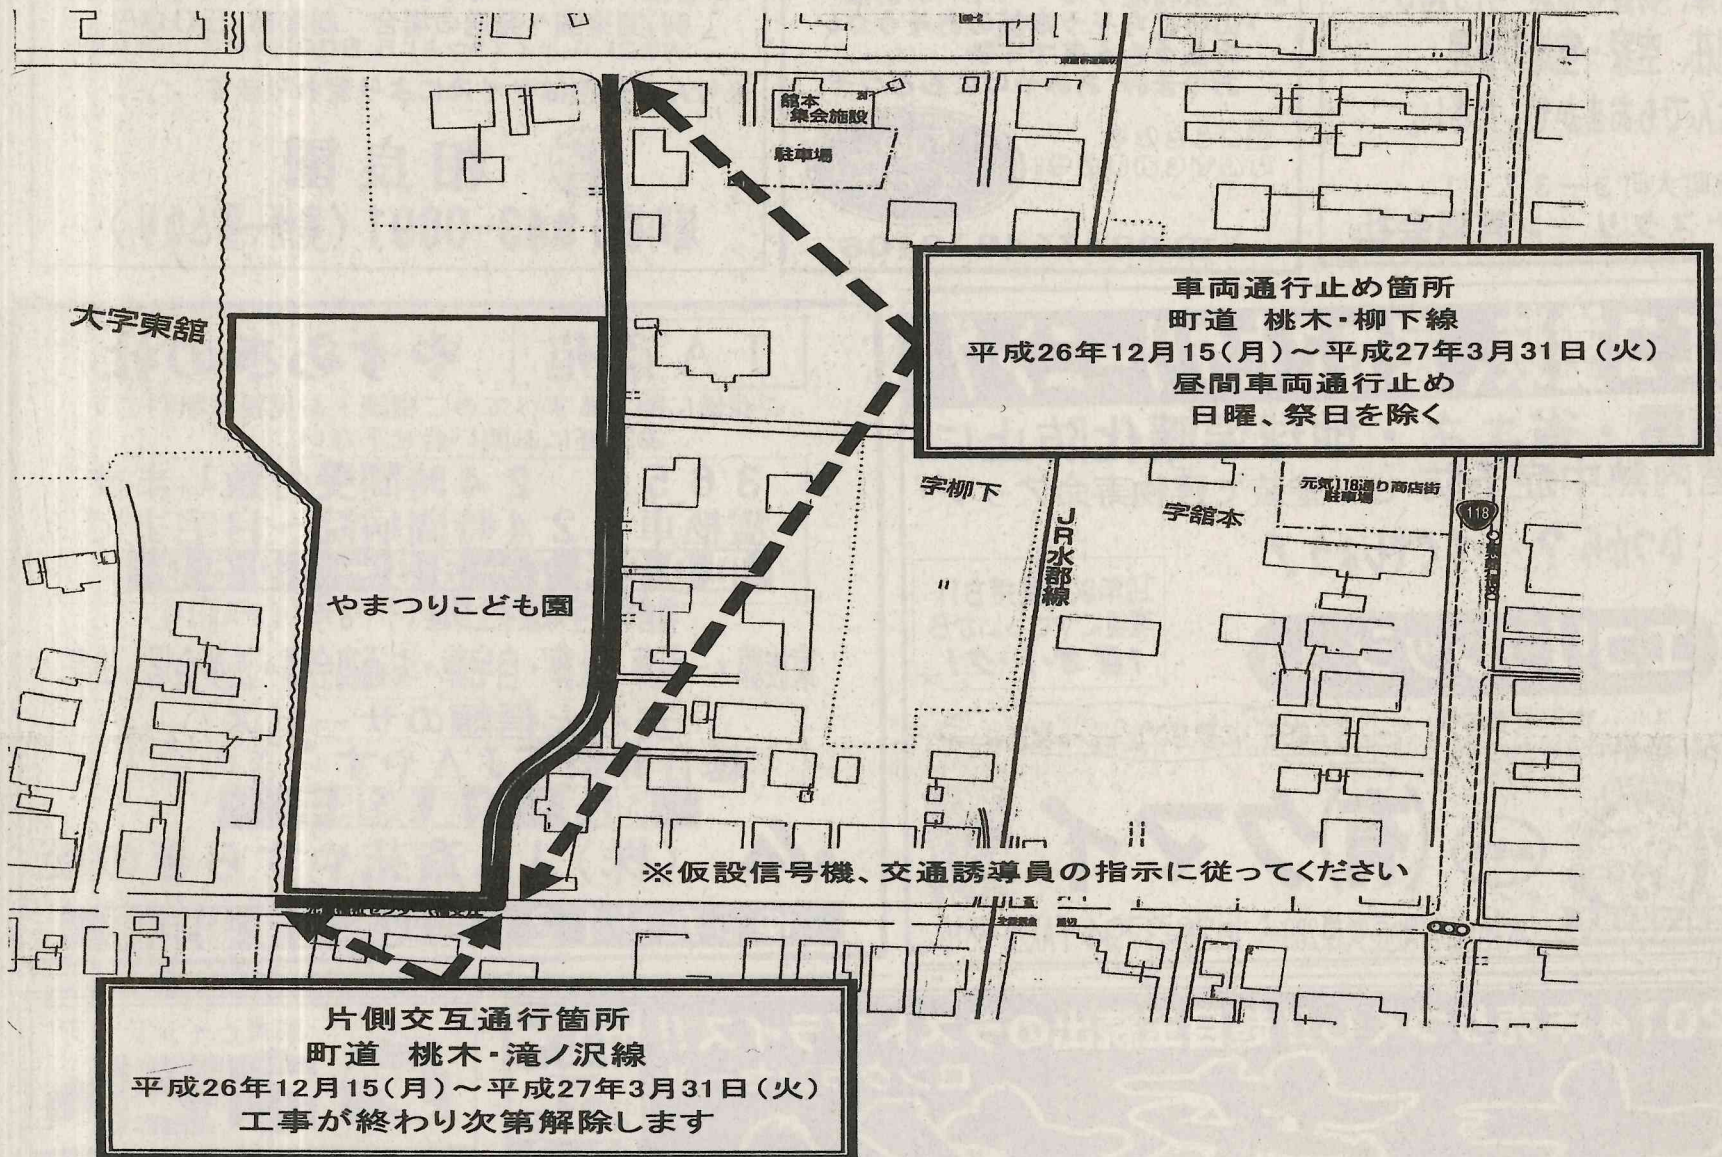 舘本
集会施設
駐車場
大字東舘
車両通行止め箇所
町道 桃木・柳下線
平成26年12月15(月)~平成27年3月31日(火)
昼間車両通行止め
日曜、祭日を除く
字柳下
JR水郡線
字舘本
元気118通り商店街
駐車場
118
やまつりこども園
※仮設信号機、交通誘導員の指示に従ってください
片側交互通行箇所
町道 桃木・滝ノ沢線
平成26年12月15(月)~平成27年3月31日(火)
工事が終わり次第解除します